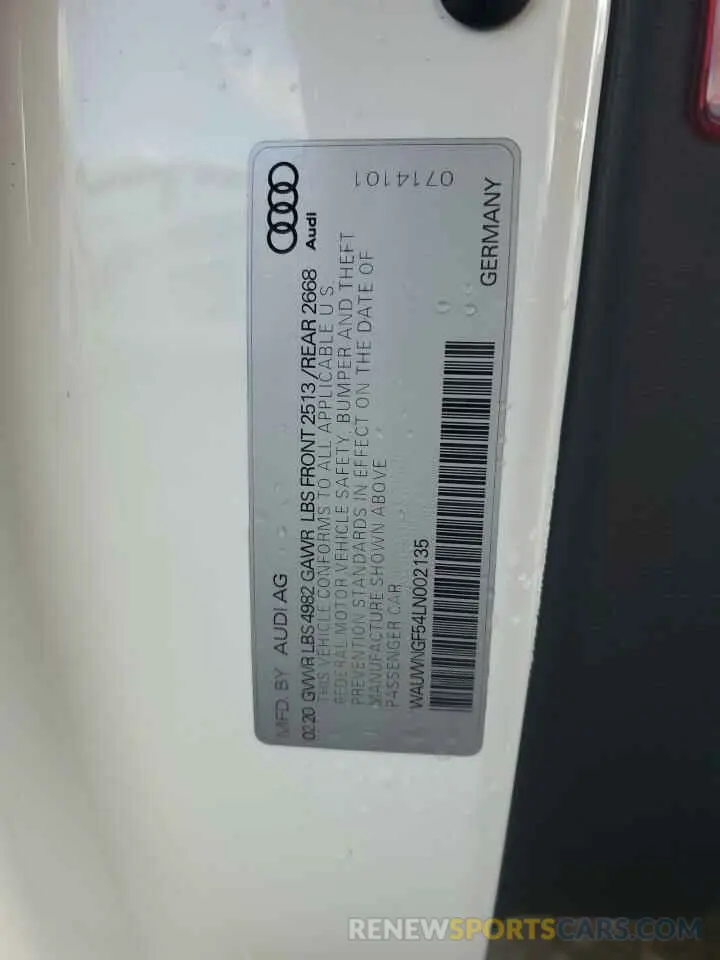 Audi
MFD. BY AUDI AG
0220 GVWR LBS 4982 GAWR LBS FRONT 2513 /REAR 2668
THIS VEHICLE CONFORMS TO ALL APPLICABLE U S
FEDERAL MOTOR VEHICLE SAFETY, BUMPER AND THEFT
PREVENTION STANDARDS IN EFFECT ON THE DATE OF
MANUFACTURE SHOWN ABOVE
PASSENGER CAR
0714101
WAUWNGF54LN002135
GERMANY
RENEWSPORTSCARS.COM